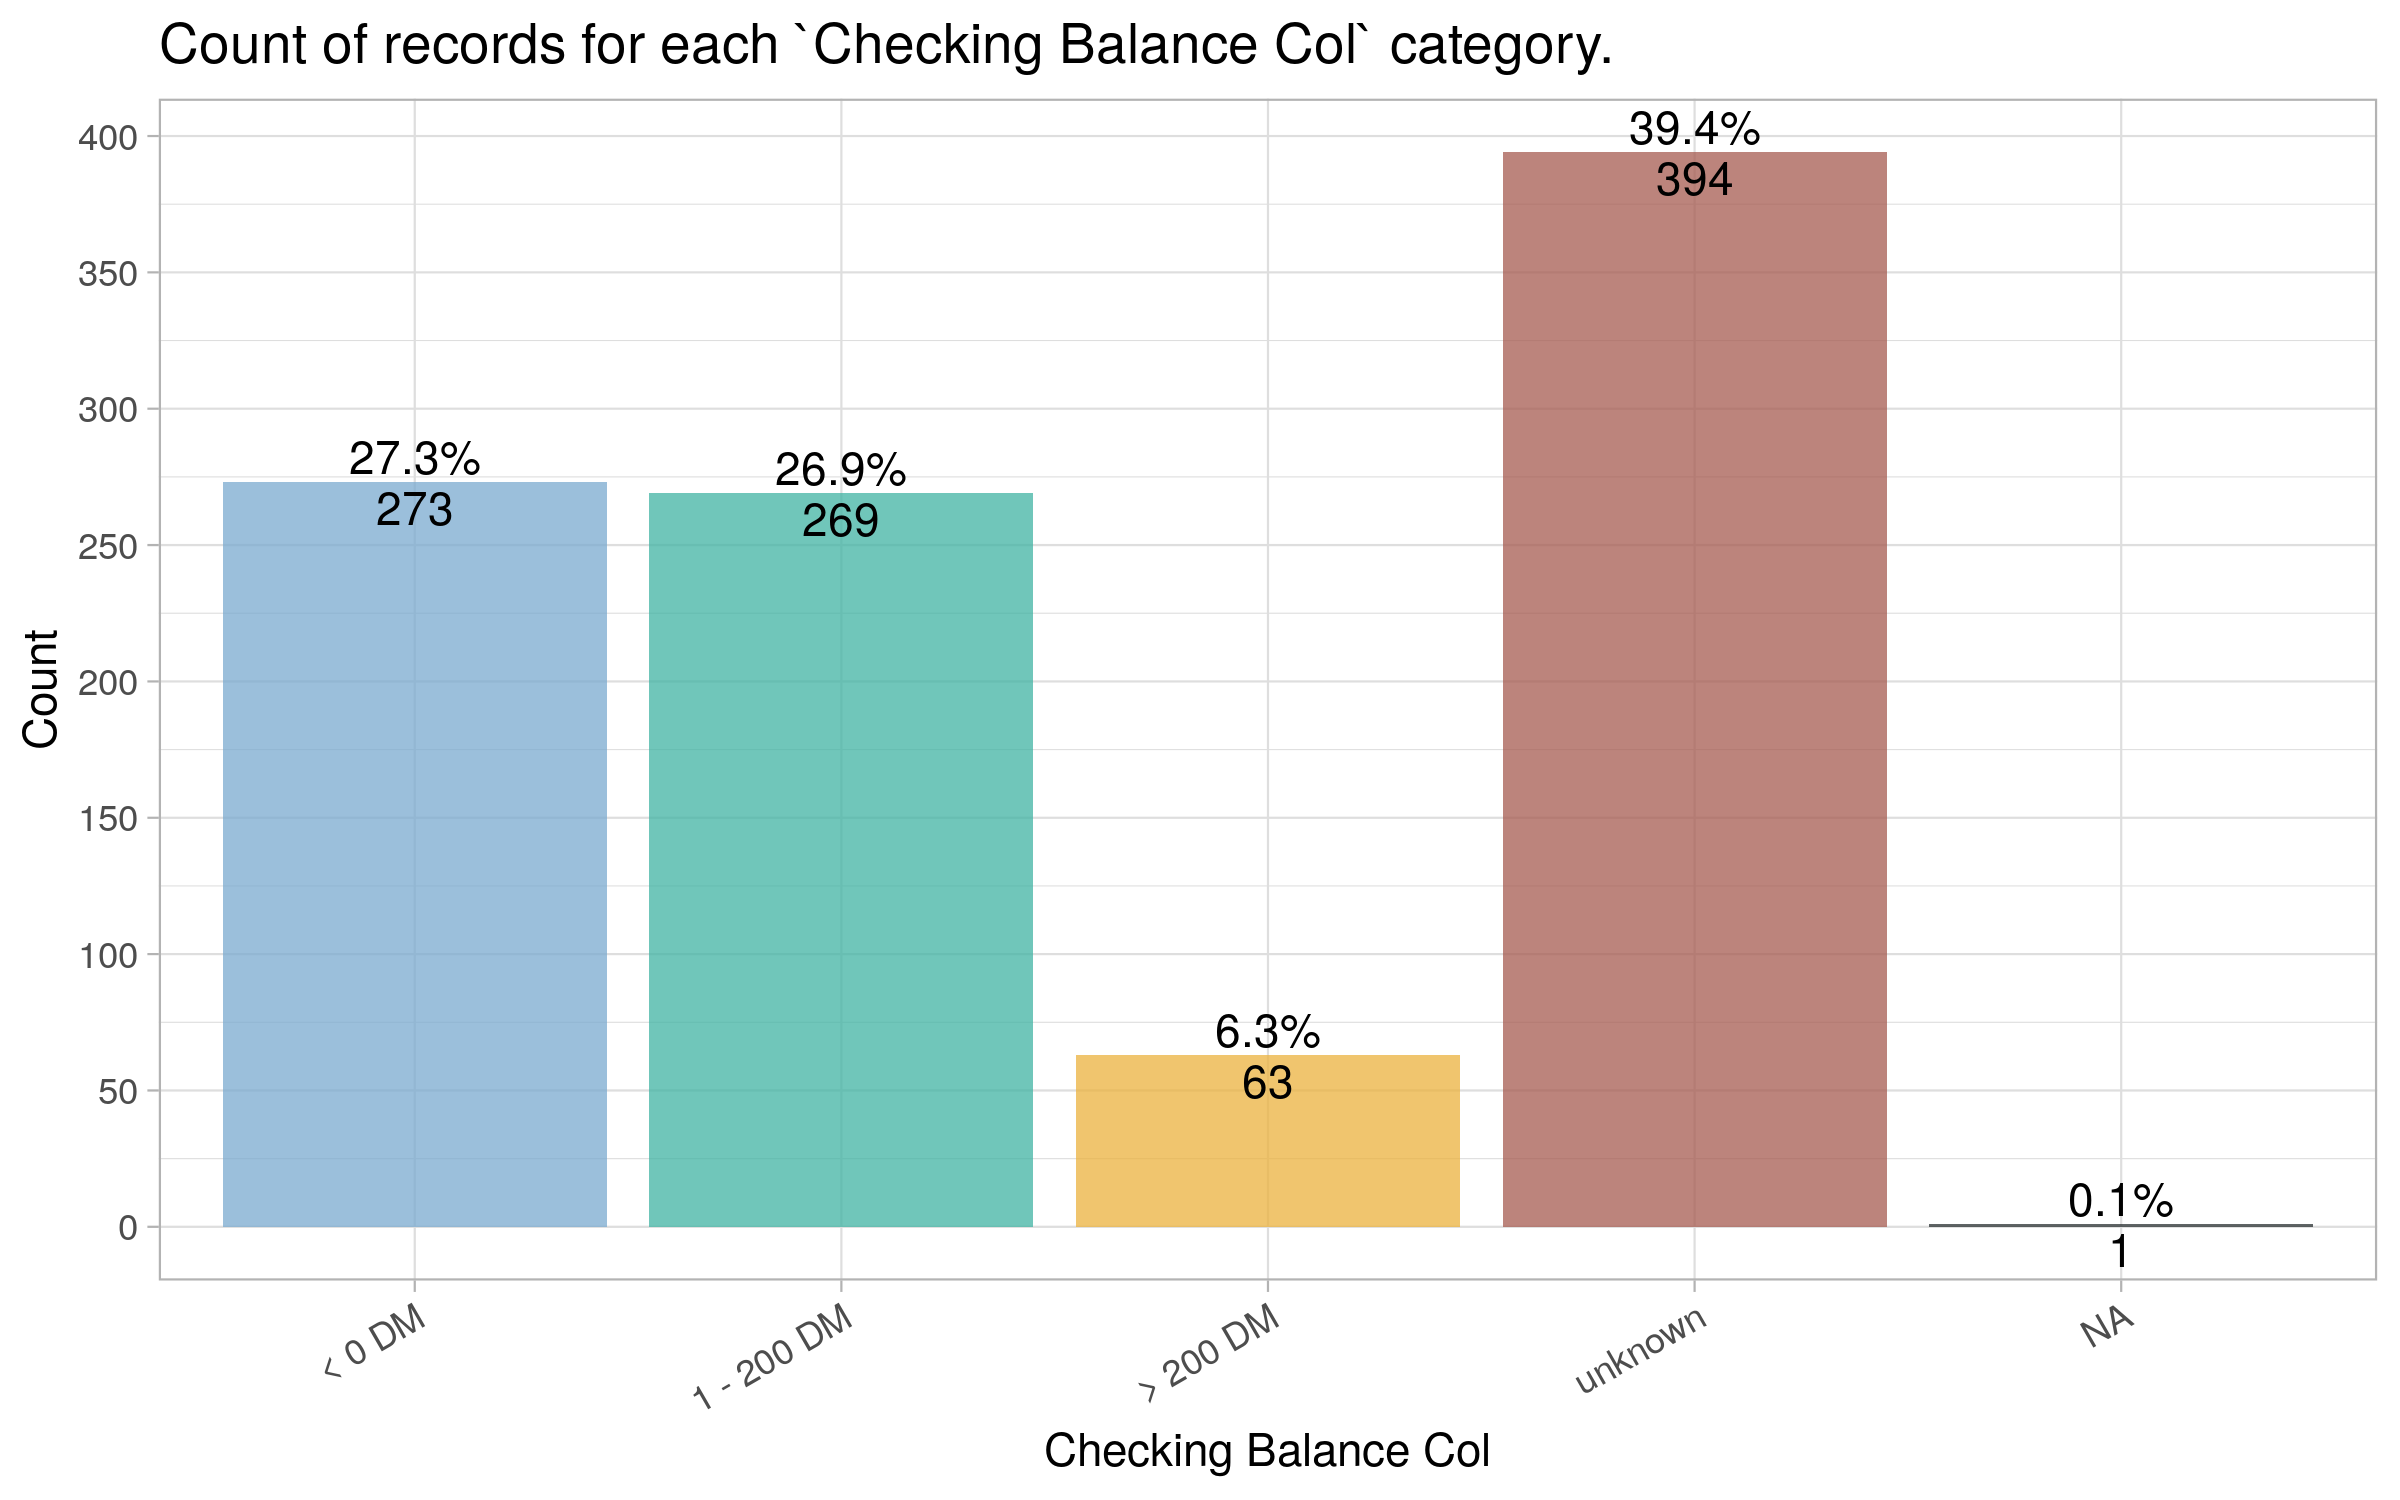 Count of records for each `Checking Balance Col` category.
400
350
300
250
200
150
100
50
0
Count
27.3%
273
26.9%
269
6.3%
63
39.4%
394
0.1%
1
< 0 DM
1 - 200 DM
> 200 DM
unknown
NA
Checking Balance Col